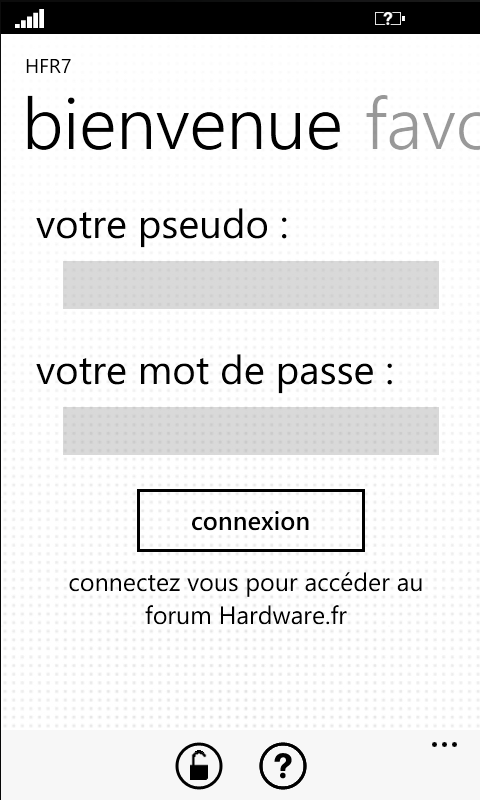 HFR7
bienvenue favo
votre pseudo :
votre mot de passe :
connexion
connectez vous pour accéder au
forum Hardware.fr